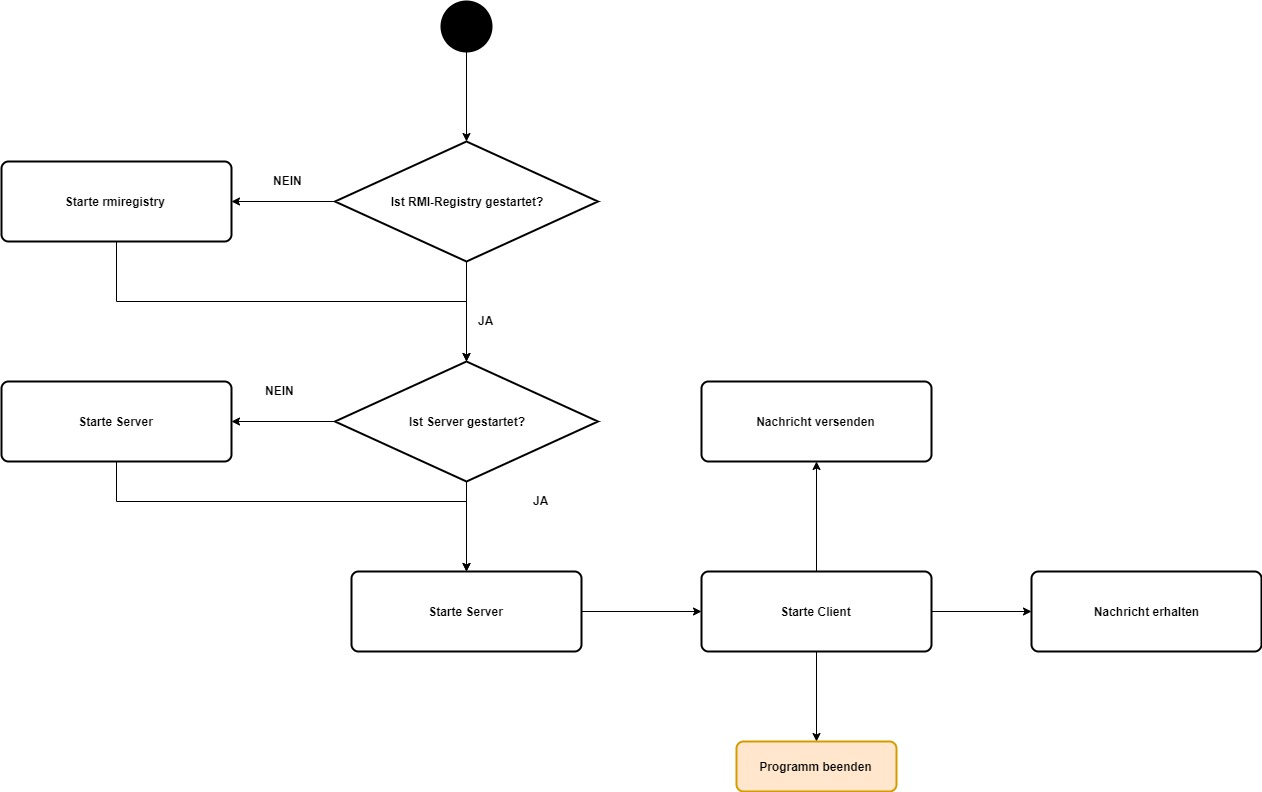 NEIN
Starte rmiregistry
Ist RMI-Registry gestartet?
JA
NEIN
Starte Server
Ist Server gestartet?
Nachricht versenden
JA
Starte Server
Starte Client
Nachricht erhalten
Programm beenden